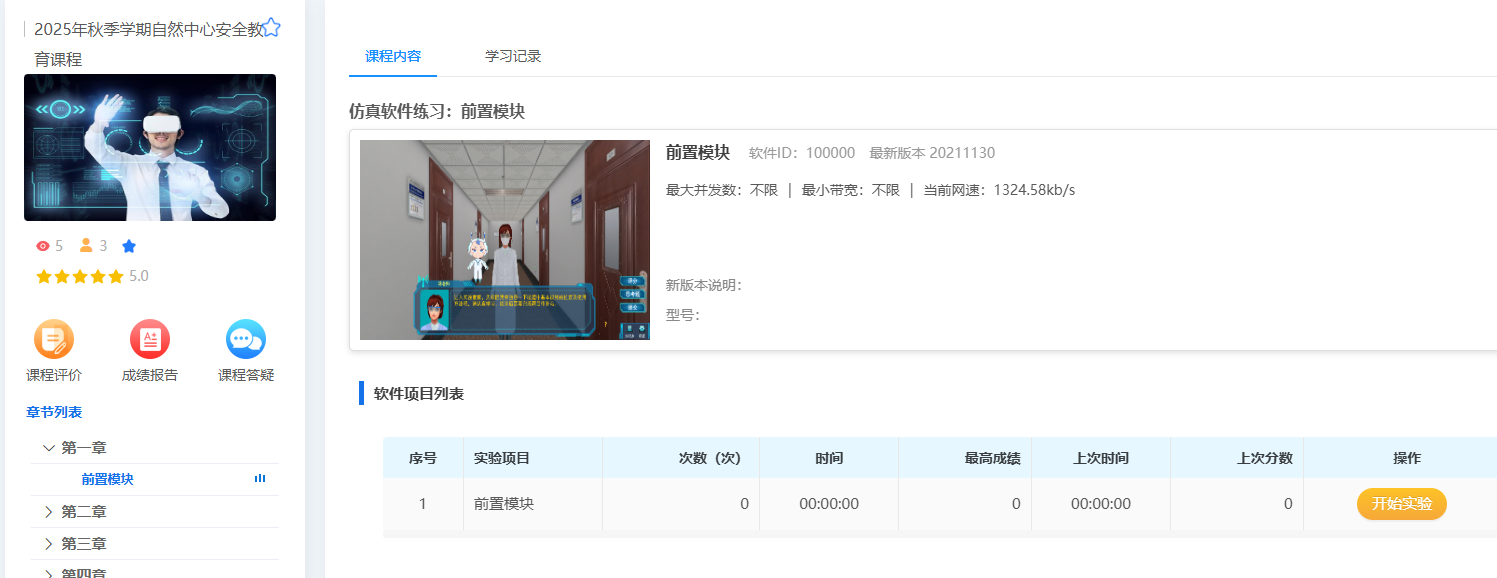 2025年秋季学期自然中心安全教
育课程
5 3
5.0
课程评价 成绩报告 课程答疑
章节列表
第一章
前置模块
第二章
第三章
第四章
课程内容 学习记录
仿真软件练习：前置模块
前置模块 软件ID：100000 最新版本 20211130
最大并发数：不限 | 最小带宽：不限 | 当前网速：1324.58kb/s
新版本说明：
型号：
软件项目列表
序号 实验项目 次数（次） 时间 最高成绩 上次时间 上次分数 操作
1 前置模块 0 00:00:00 0 00:00:00 0 开始实验